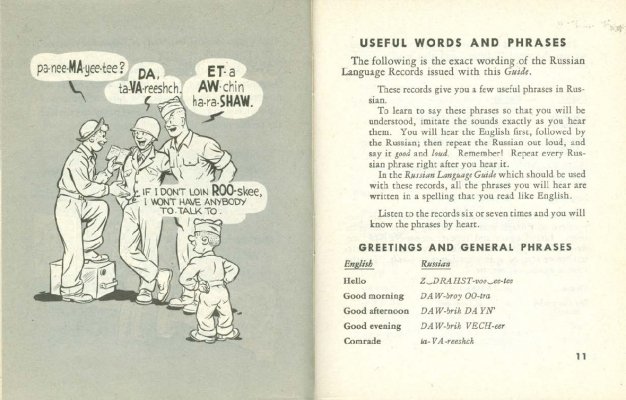 pa-nee-MA-yee-tee?
DA,
ta-VA-reeshch.
ET-a
AW-chin
ha-ra-SHAW.
IF I DON'T LOIN ROO-skee,
I WON'T HAVE ANYBODY
TO TALK TO.
USEFUL WORDS AND PHRASES
The following is the exact wording of the Russian
Language Records issued with this Guide.
These records give you a few useful phrases in Rus-
sian.
To learn to say these phrases so that you will be
understood, imitate the sounds exactly as you hear
them. You will hear the English first, followed by
the Russian; then repeat the Russian out loud, and
say it good and loud. Remember! Repeat every Rus-
sian phrase right after you hear it.
In the Russian Language Guide which should be used
with these records, all the phrases you will hear are
written in a spelling that you read like English.
Listen to the records six or seven times and you will
know the phrases by heart.
GREETINGS AND GENERAL PHRASES
English Russian
Hello Z_DRAHST-voo_ee-tee
Good morning DAW-broy OO-tra
Good afternoon DAW-brik DAYN'
Good evening DAW-brik VECH-eer
Comrade ta-VA-reeshch
11